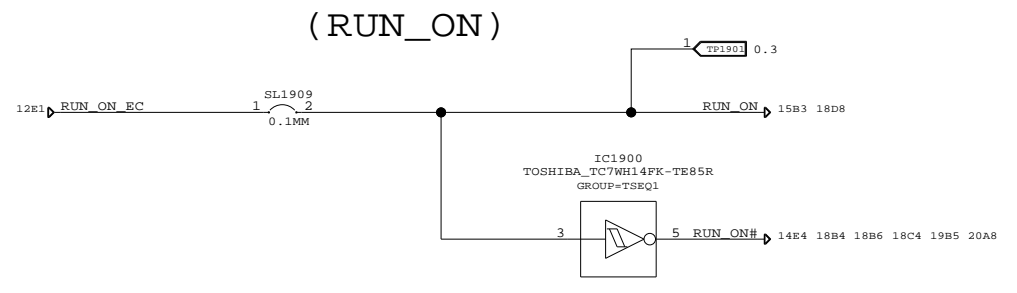 (RUN_ON)
1 TP1901 0.3
SL1909
12E1 RUN_ON_EC 1 2 RUN_ON 15B3 18D8
0.1MM
IC1900
TOSHIBA_TC7WH14FK-TE85R
GROUP=TSEQ1
3 5 RUN_ON# 14E4 18B4 18B6 18C4 19B5 20A8